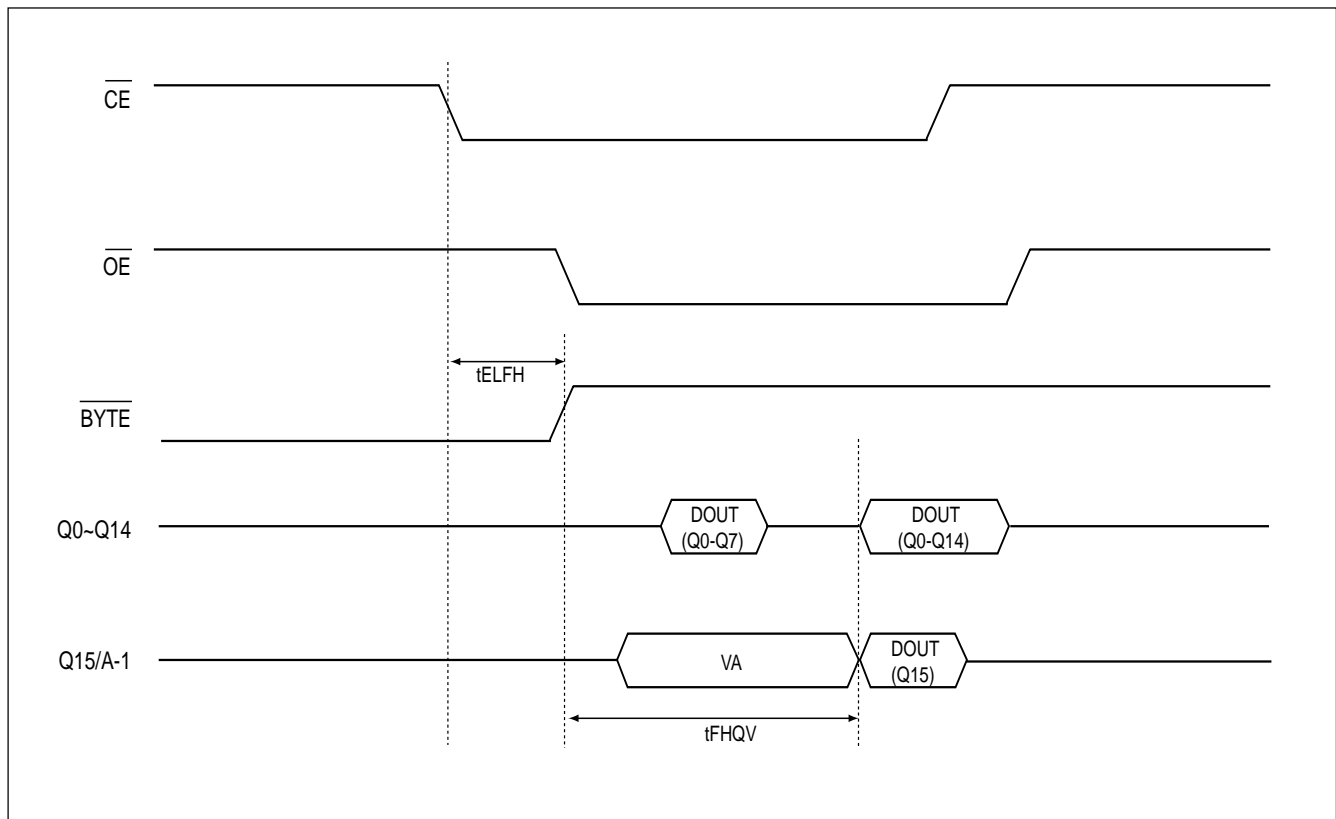 CE
OE
tELFH
BYTE
Q0~Q14
DOUT
(Q0-Q7)
DOUT
(Q0-Q14)
Q15/A-1
VA
DOUT
(Q15)
tFHQV